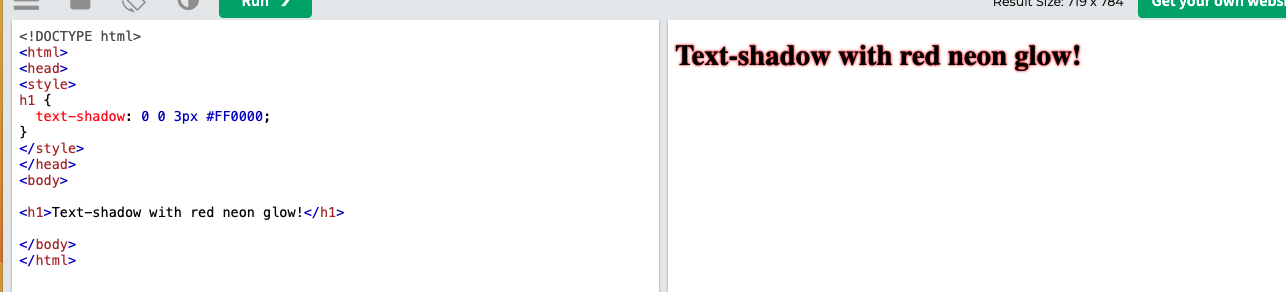 Run ❯
Result Size: 719 x 784
Get your own websi
<!DOCTYPE html>
<html>
<head>
<style>
h1 {
  text-shadow: 0 0 3px #FF0000;
}
</style>
</head>
<body>
<h1>Text-shadow with red neon glow!</h1>
</body>
</html>
Text-shadow with red neon glow!